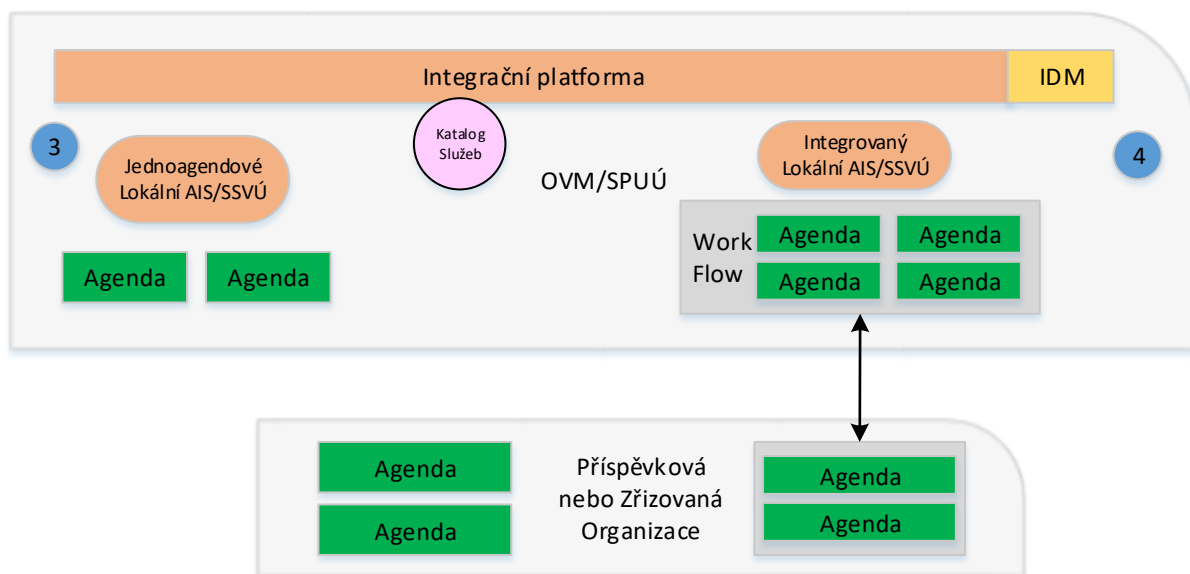 Integrační platforma
IDM
3
Jednoagendové
Lokální AIS/SSVÚ
Katalog
Služeb
OVM/SPUÚ
Integrovaný
Lokální AIS/SSVÚ
4
Agenda
Agenda
Work
Flow
Agenda
Agenda
Agenda
Agenda
Agenda
Agenda
Příspěvková
nebo Zřizovaná
Organizace
Agenda
Agenda